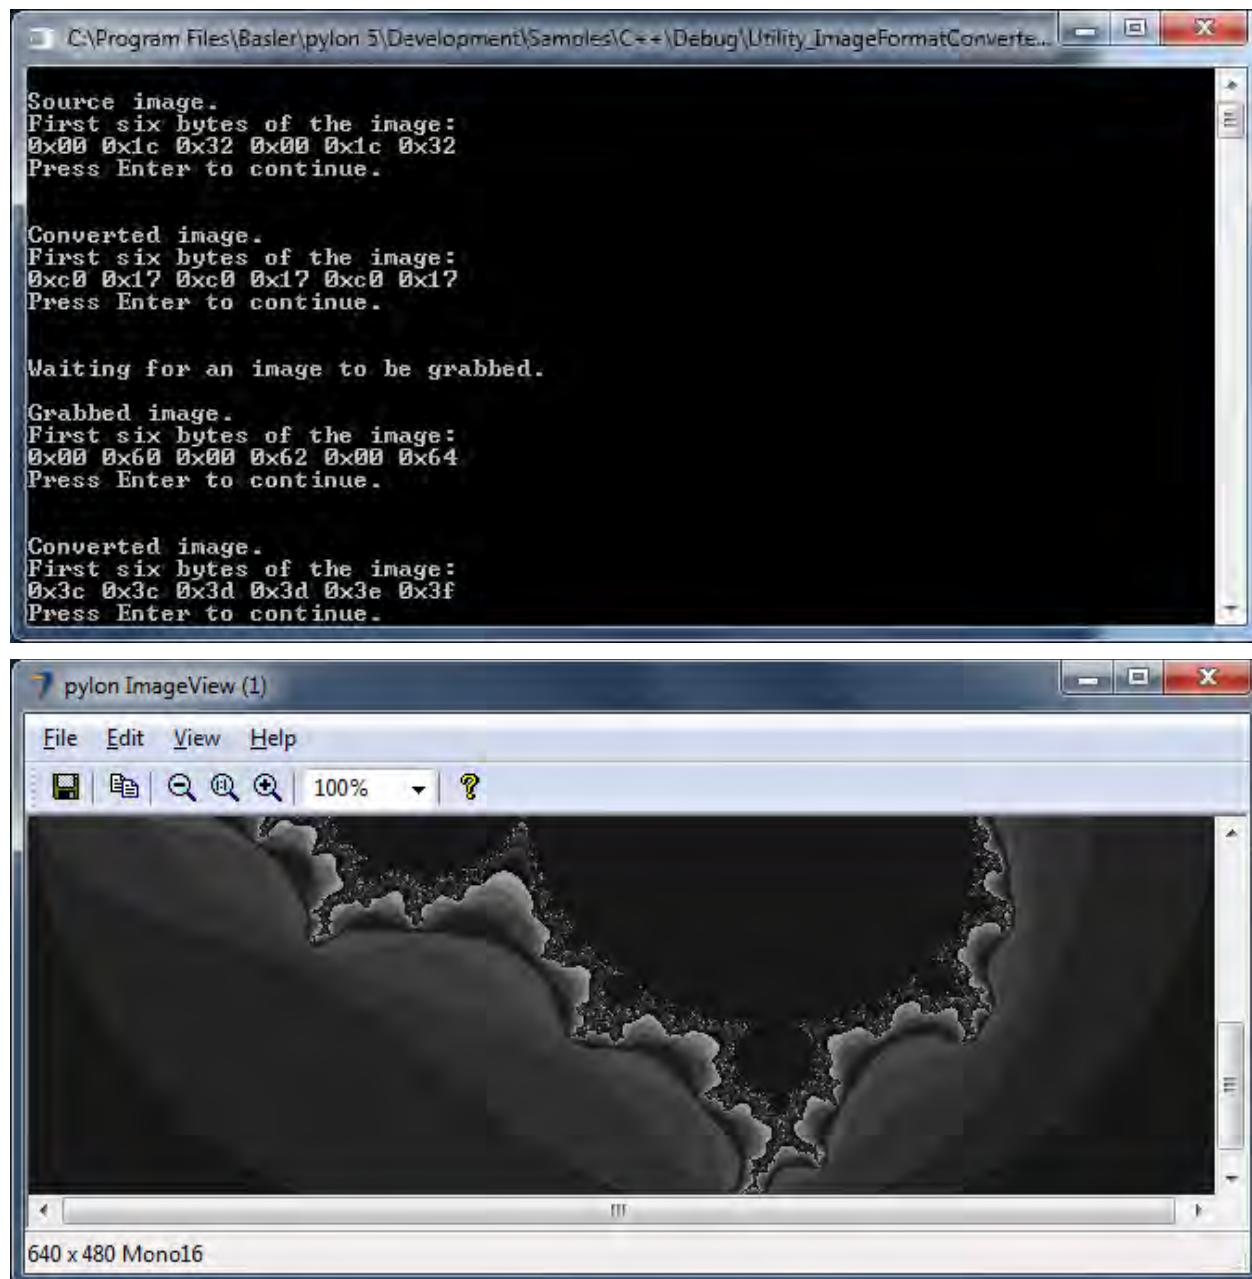 C:\Program Files\Basler\pylon 5\Development\Samples\C++\Debug\Utility_ImageFormatConverte...
Source image.
First six bytes of the image:
0x00 0x1c 0x32 0x00 0x1c 0x32
Press Enter to continue.
Converted image.
First six bytes of the image:
0xc0 0x17 0xc0 0x17 0xc0 0x17
Press Enter to continue.
Waiting for an image to be grabbed.
Grabbed image.
First six bytes of the image:
0x00 0x60 0x00 0x62 0x00 0x64
Press Enter to continue.
Converted image.
First six bytes of the image:
0x3c 0x3c 0x3d 0x3d 0x3e 0x3f
Press Enter to continue.
pylon ImageView (1)
File Edit View Help
100%
640 x 480 Mono16